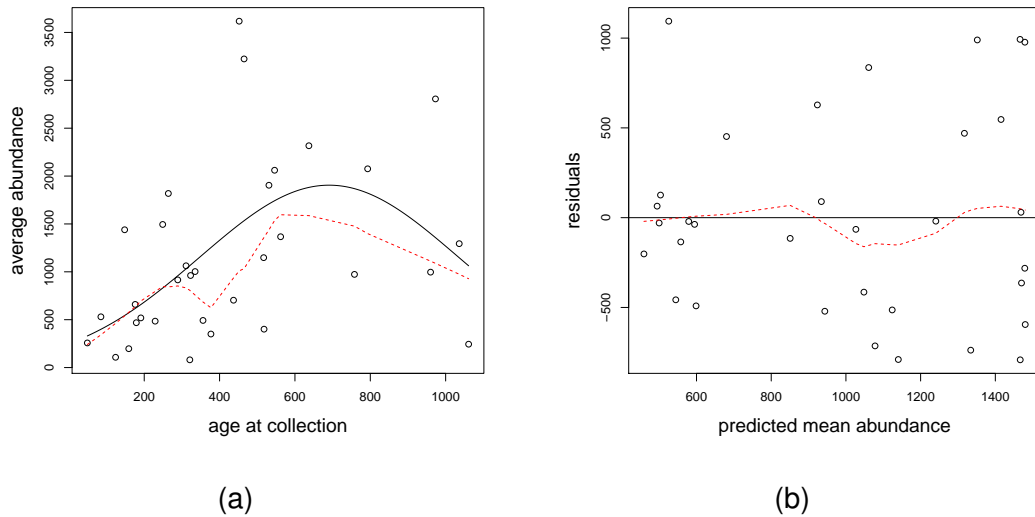 average abundance
0 500 1000 1500 2000 2500 3000 3500
200 400 600 800 1000
age at collection
(a)
residuals
−500 0 500 1000
600 800 1000 1200 1400
predicted mean abundance
(b)